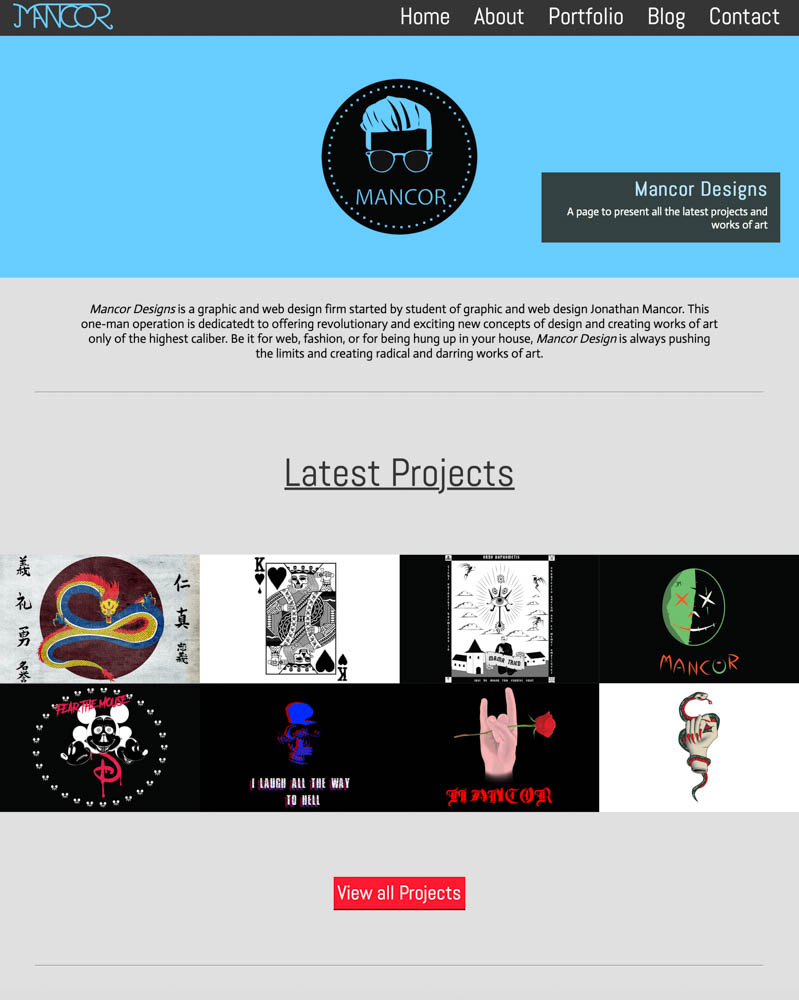 MANCOR
Home About Portfolio Blog Contact
MANCOR
Mancor Designs
A page to present all the latest projects and
works of art
Mancor Designs is a graphic and web design firm started by student of graphic and web design Jonathan Mancor. This
one-man operation is dedicatedt to offering revolutionary and exciting new concepts of design and creating works of art
only of the highest caliber. Be it for web, fashion, or for being hung up in your house, Mancor Design is always pushing
the limits and creating radical and darring works of art.
Latest Projects
義
礼
勇
名誉
仁
真
忠義
K
K
ORDO BAPHOMETIS
MAMA TRIED
MANCOR
"FEAR THE MOUSE"
D
I LAUGH ALL THE WAY
TO HELL
MANCOR
View all Projects